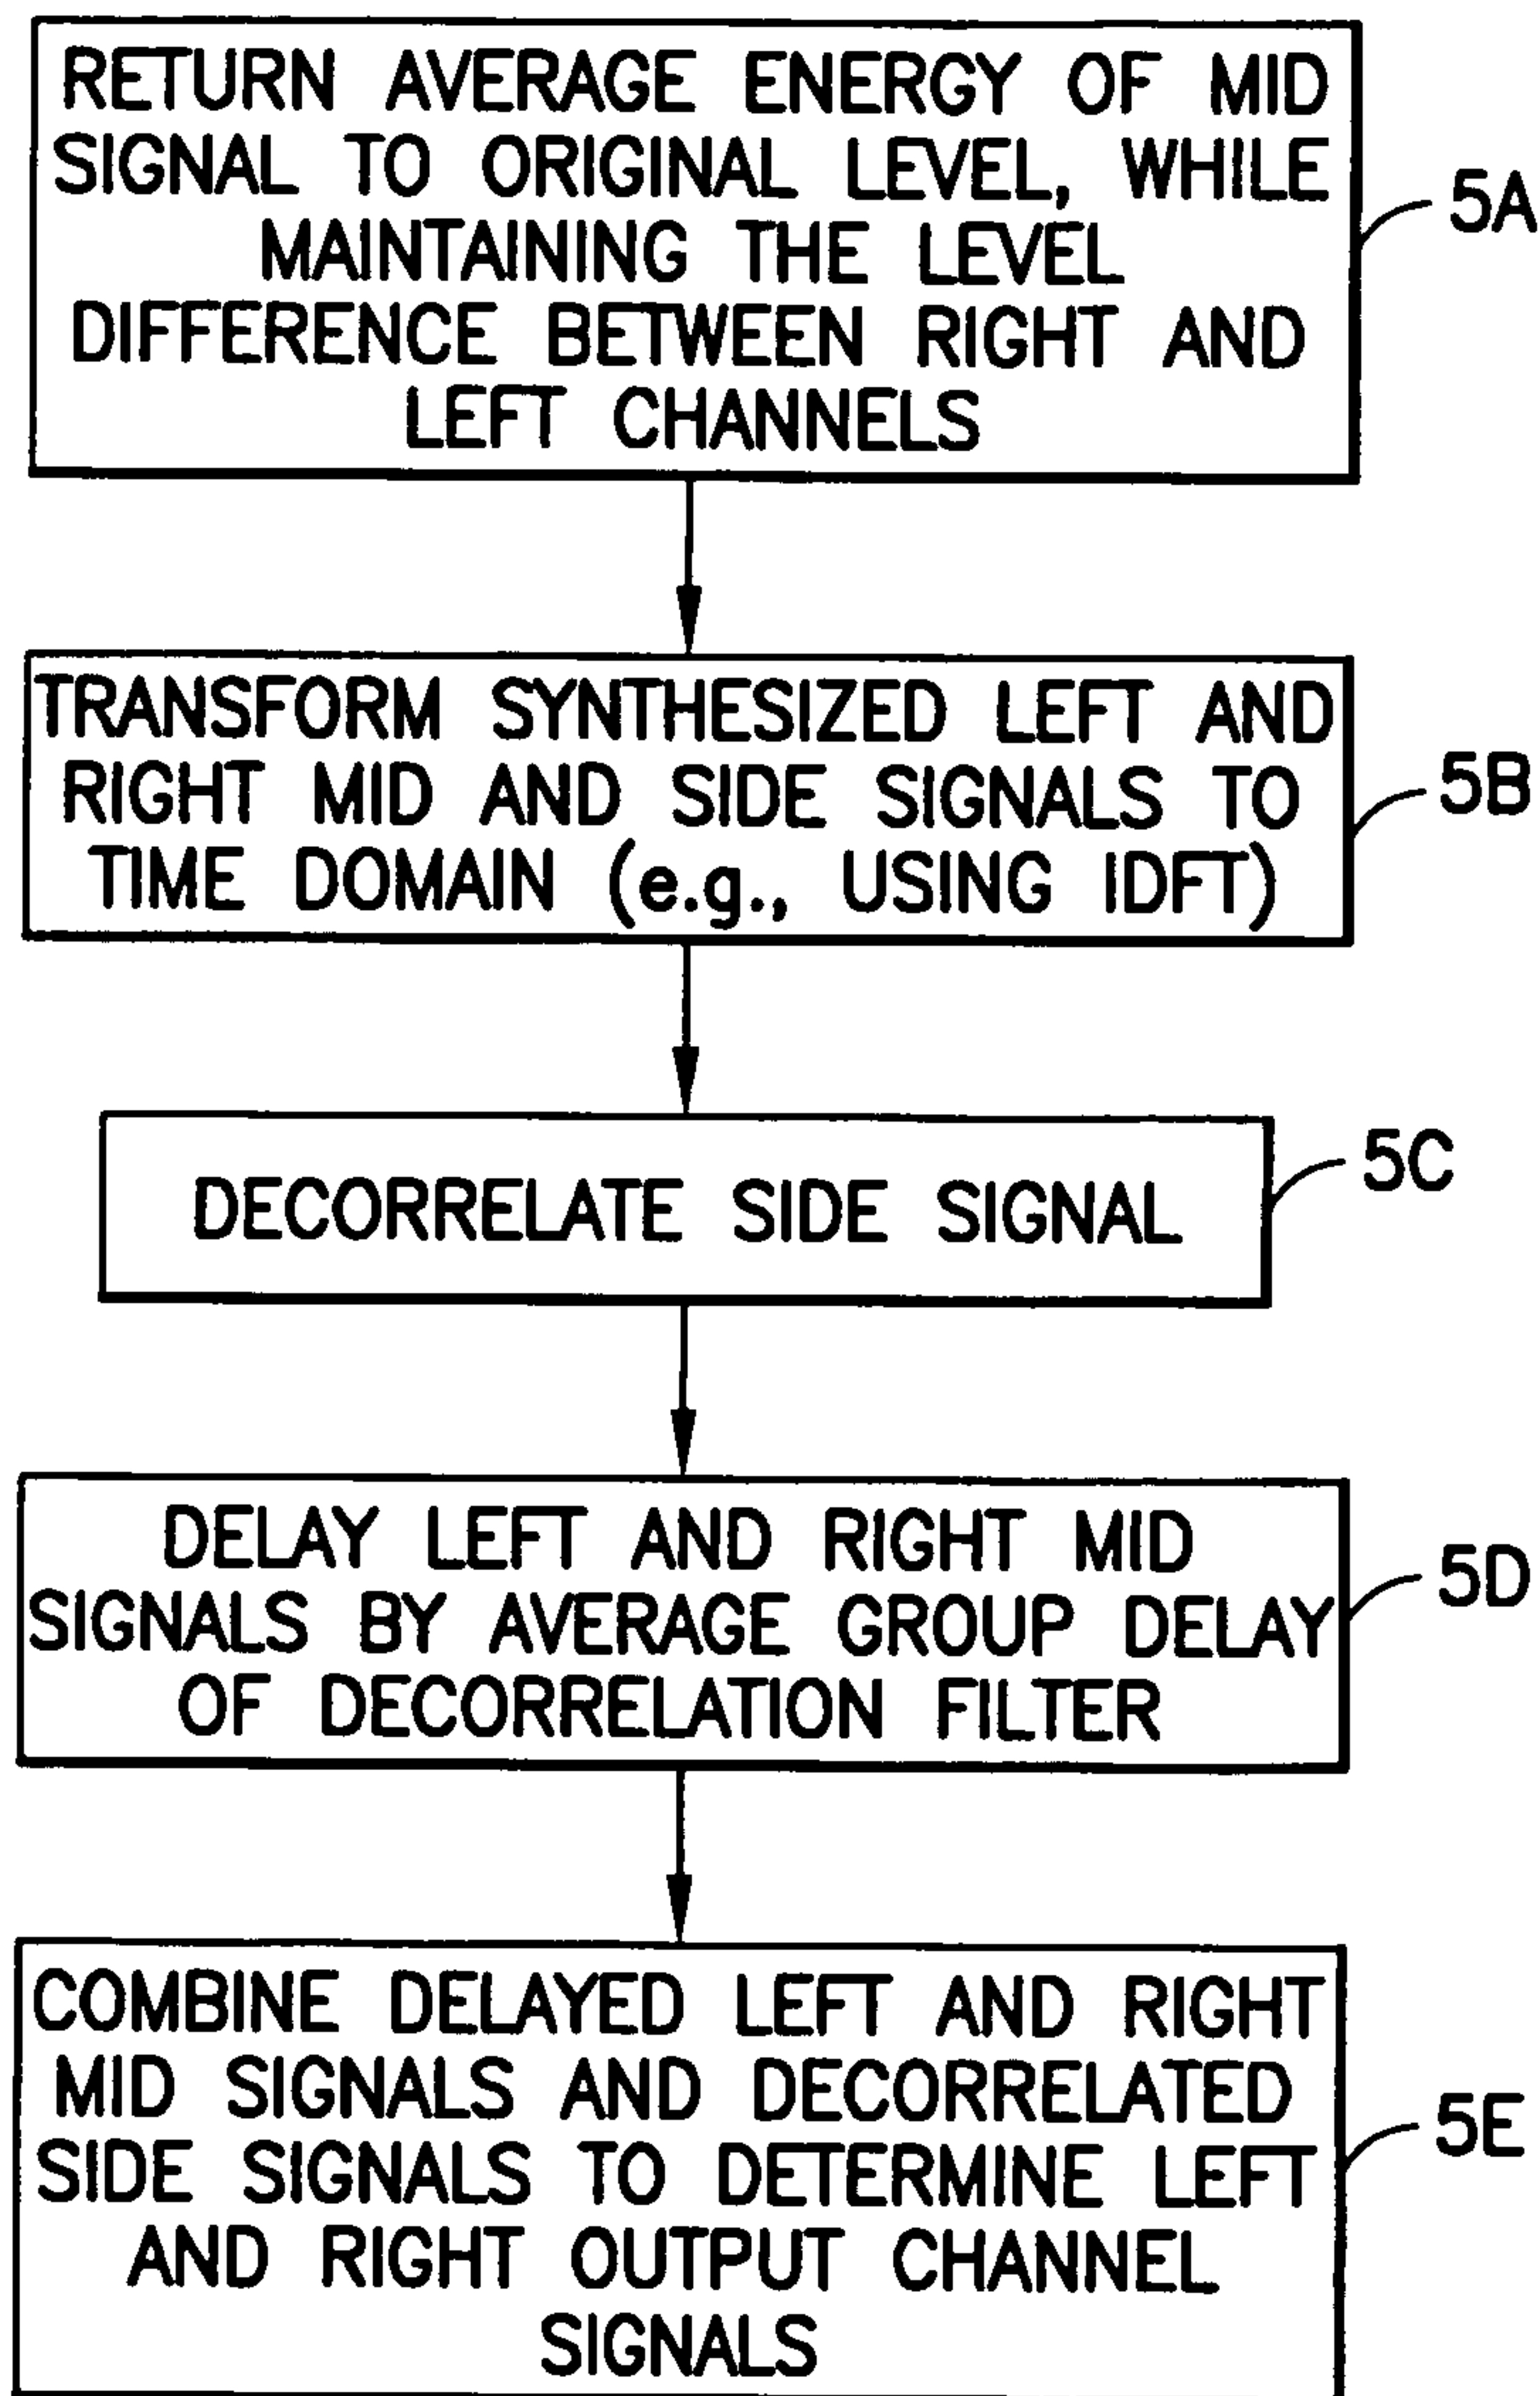 RETURN AVERAGE ENERGY OF MID
SIGNAL TO ORIGINAL LEVEL, WHILE
MAINTAINING THE LEVEL
DIFFERENCE BETWEEN RIGHT AND
LEFT CHANNELS
5A
TRANSFORM SYNTHESIZED LEFT AND
RIGHT MID AND SIDE SIGNALS TO
TIME DOMAIN (e.g., USING IDFT)
5B
DECORRELATE SIDE SIGNAL
5C
DELAY LEFT AND RIGHT MID
SIGNALS BY AVERAGE GROUP DELAY
OF DECORRELATION FILTER
5D
COMBINE DELAYED LEFT AND RIGHT
MID SIGNALS AND DECORRELATED
SIDE SIGNALS TO DETERMINE LEFT
AND RIGHT OUTPUT CHANNEL
SIGNALS
5E